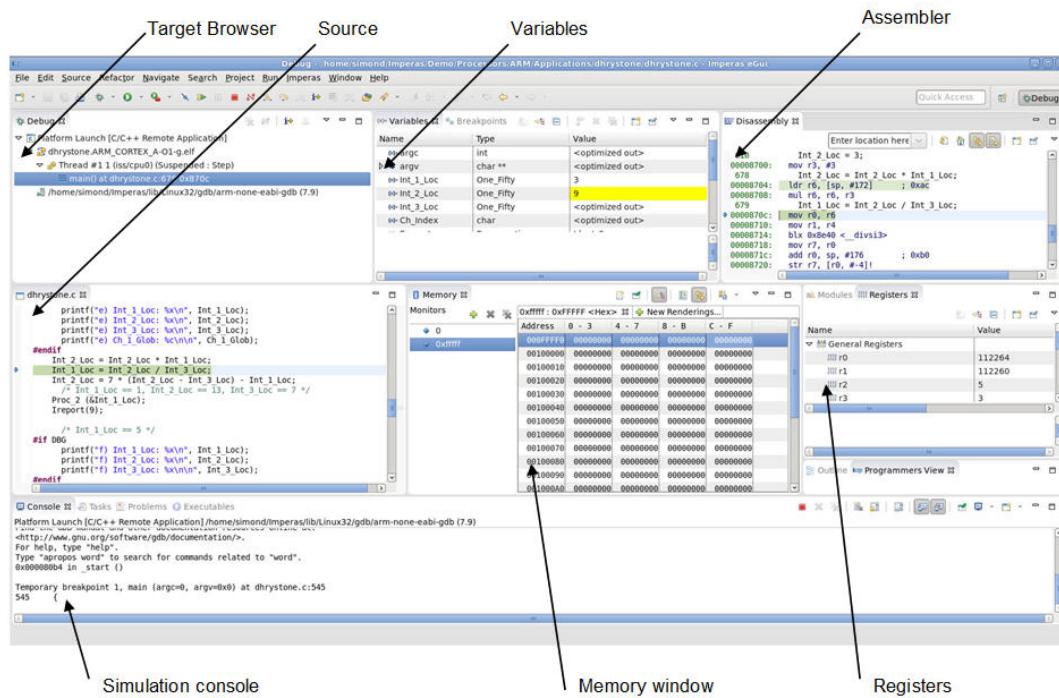 Target Browser
Source
Variables
Assembler
Debug - /home/simond/Imperas/Demo/Processors/ARM/Applications/dhrystone/dhrystone.c - Imperas eGui
File Edit Source Refactor Navigate Search Project Run Imperas Window Help
Quick Access
Debug
Debug
Platform Launch [C/C++ Remote Application]
dhrystone.ARM_CORTEX_A-O1-g.elf
Thread #1 1 (iss/cpu0) (Suspended : Step)
main() at dhrystone.c:679 0x870c
/home/simond/Imperas/lib/Linux32/gdb/arm-none-eabi-gdb (7.9)
Variables Breakpoints
Name Type Value
argc int <optimized out>
argv char ** <optimized out>
Int_1_Loc One_Fifty 3
Int_2_Loc One_Fifty 9
Int_3_Loc One_Fifty <optimized out>
Ch_Index char <optimized out>
Disassembly
Enter location here
Int_2_Loc = 3;
00008700: mov r3, #3
678 Int_2_Loc = Int_2_Loc * Int_1_Loc;
00008704: ldr r6, [sp, #172] ; 0xac
00008708: mul r6, r6, r3
679 Int_1_Loc = Int_2_Loc / Int_3_Loc;
0000870c: mov r0, r6
00008710: mov r1, r4
00008714: blx 0x8e40 <__divsi3>
00008718: mov r7, r0
0000871c: add r0, sp, #176 ; 0xb0
00008720: str r7, [r0, #-4]!
dhrystone.c
printf("e) Int_1_Loc: %x\n", Int_1_Loc);
printf("e) Int_2_Loc: %x\n", Int_2_Loc);
printf("e) Int_3_Loc: %x\n", Int_3_Loc);
printf("e) Ch_1_Glob: %c\n\n", Ch_1_Glob);
#endif
Int_2_Loc = Int_2_Loc * Int_1_Loc;
Int_1_Loc = Int_2_Loc / Int_3_Loc;
Int_2_Loc = 7 * (Int_2_Loc - Int_3_Loc) - Int_1_Loc;
/* Int_1_Loc == 1, Int_2_Loc == 13, Int_3_Loc == 7 */
Proc_2 (&Int_1_Loc);
Ireport(9);
/* Int_1_Loc == 5 */
#if DBG
printf("f) Int_1_Loc: %x\n", Int_1_Loc);
printf("f) Int_2_Loc: %x\n", Int_2_Loc);
printf("f) Int_3_Loc: %x\n\n", Int_3_Loc);
#endif
Memory
Monitors
0
0xfffff
0xfffff : 0xFFFFF <Hex> New Renderings...
Address 0 - 3 4 - 7 8 - B C - F
000FFFF0 00000000 00000000 00000000 00000000
00100000 00000000 00000000 00000000 00000000
00100010 00000000 00000000 00000000 00000000
00100020 00000000 00000000 00000000 00000000
00100030 00000000 00000000 00000000 00000000
00100040 00000000 00000000 00000000 00000000
00100050 00000000 00000000 00000000 00000000
00100060 00000000 00000000 00000000 00000000
00100070 00000000 00000000 00000000 00000000
00100080 00000000 00000000 00000000 00000000
00100090 00000000 00000000 00000000 00000000
001000A0 00000000 00000000 00000000 00000000
Modules Registers
Name Value
General Registers
r0 112264
r1 112260
r2 5
r3 3
Outline Programmers View
Console Tasks Problems Executables
Platform Launch [C/C++ Remote Application] /home/simond/Imperas/lib/Linux32/gdb/arm-none-eabi-gdb (7.9)
Find the GDB manual and other documentation resources online at:
<http://www.gnu.org/software/gdb/documentation/>.
For help, type "help".
Type "apropos word" to search for commands related to "word".
0x000080b4 in _start ()
Temporary breakpoint 1, main (argc=0, argv=0x0) at dhrystone.c:545
545 {
Simulation console
Memory window
Registers